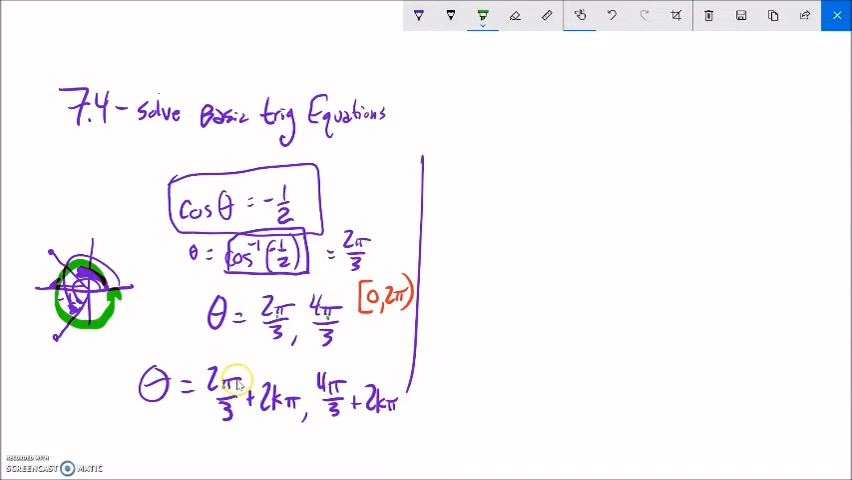 7.4 - Solve Basic trig Equations
cosθ = -1/2
θ = cos⁻¹(-1/2) = 2π/3
θ = 2π/3, 4π/3 [0, 2π)
θ = 2π/3 + 2kπ, 4π/3 + 2kπ
SCREENCAST MATIC